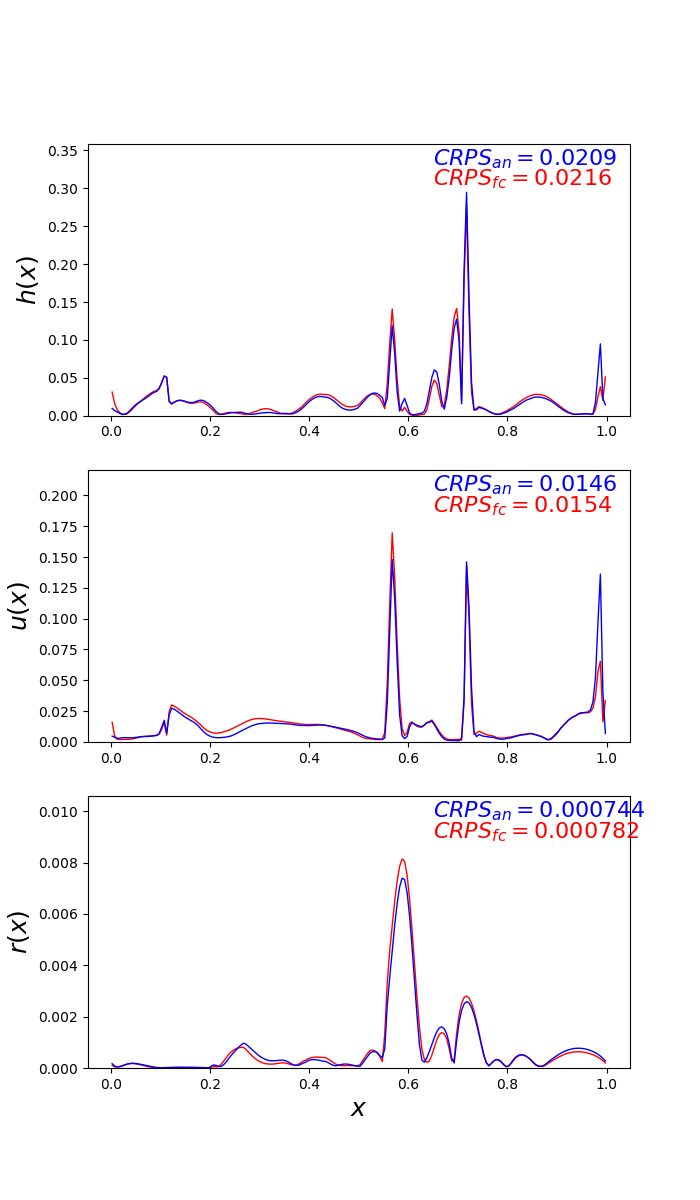 0.35
0.30
0.25
0.20
0.15
0.10
0.05
0.00
h(x)
CRPS_an = 0.0209
CRPS_fc = 0.0216
0.0 0.2 0.4 0.6 0.8 1.0
0.200
0.175
0.150
0.125
0.100
0.075
0.050
0.025
0.000
u(x)
CRPS_an = 0.0146
CRPS_fc = 0.0154
0.0 0.2 0.4 0.6 0.8 1.0
0.010
0.008
0.006
0.004
0.002
0.000
r(x)
CRPS_an = 0.000744
CRPS_fc = 0.000782
0.0 0.2 0.4 0.6 0.8 1.0
x